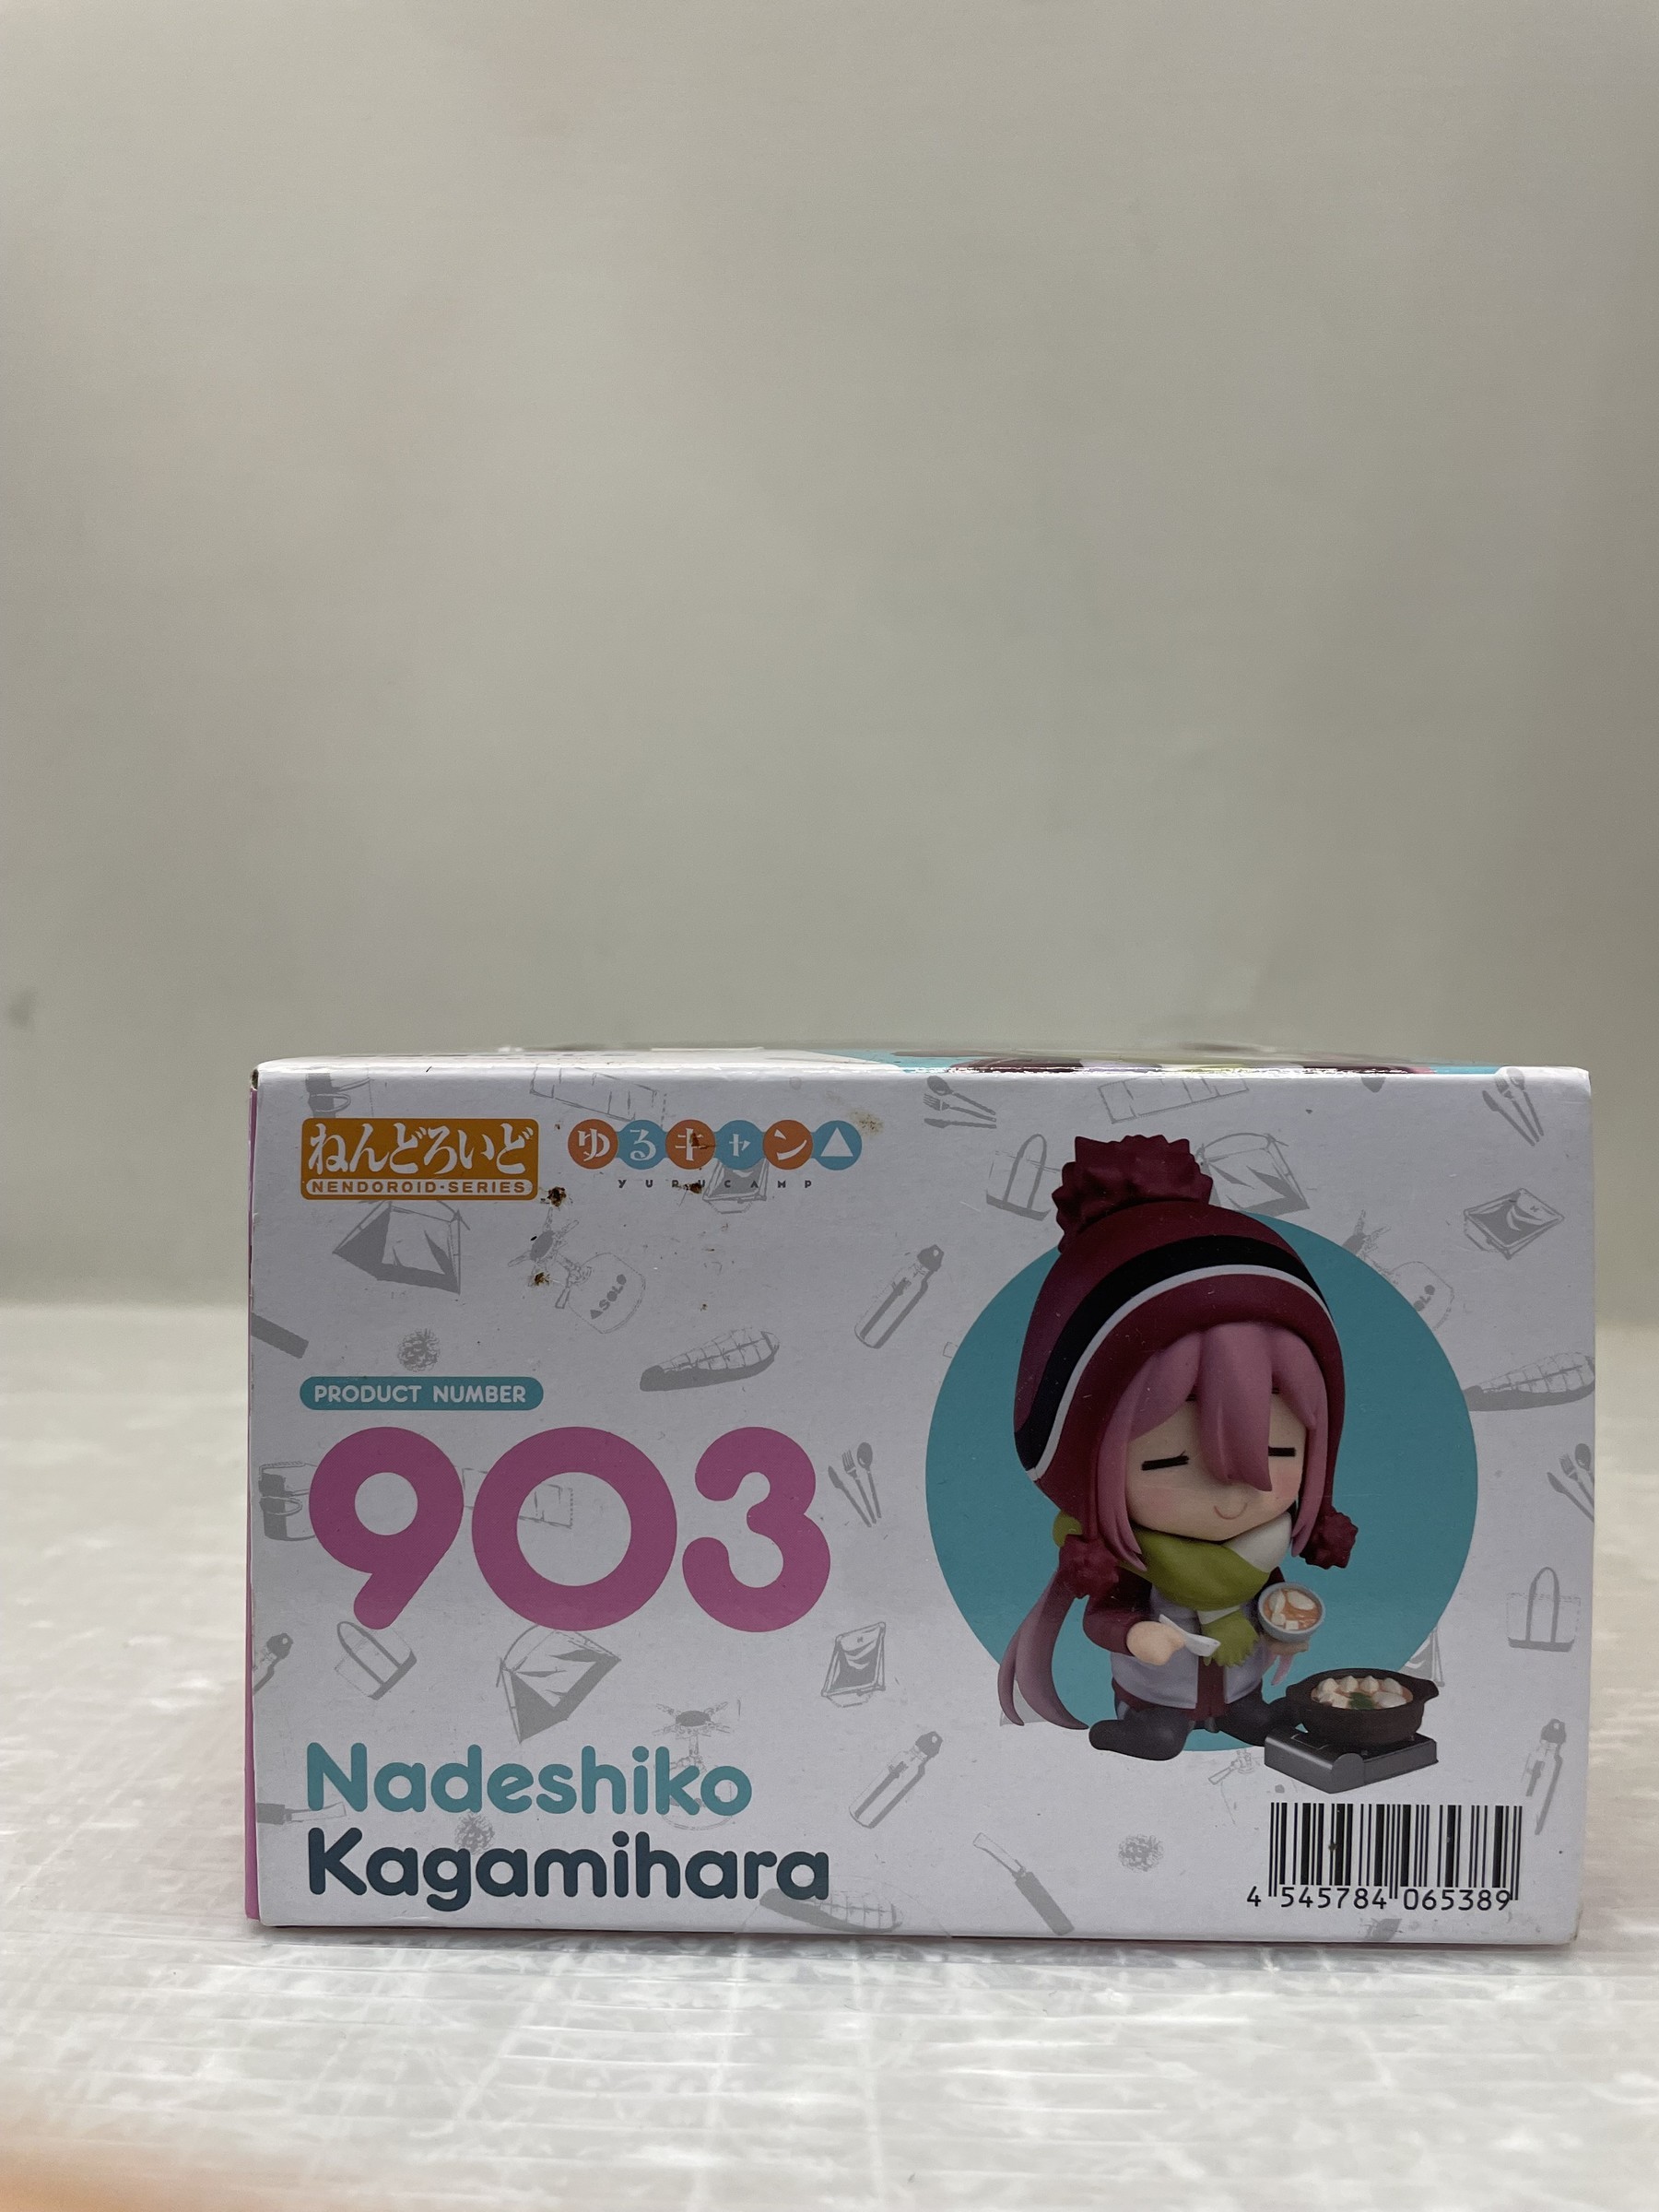 ねんどろいど
NENDOROID·SERIES
ゆるキャン△
YURUCAMP
ASOLO
PRODUCT NUMBER
903
Nadeshiko
Kagamihara
4 545784 065389